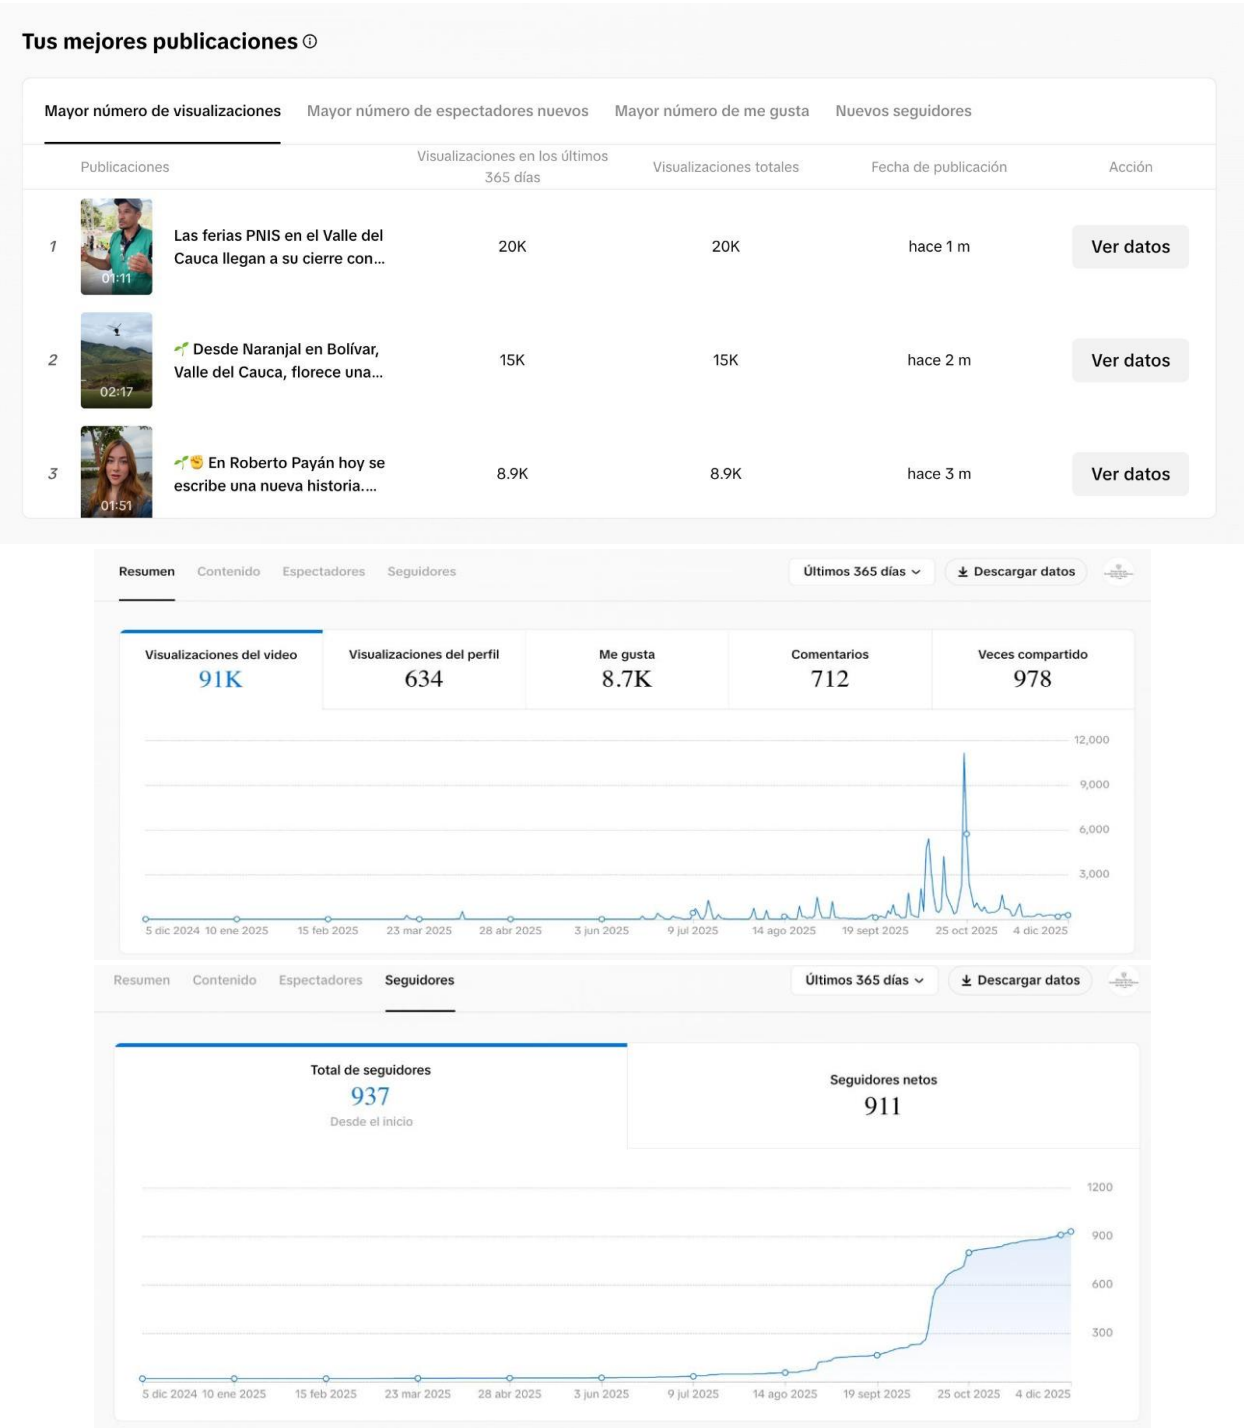 Tus mejores publicaciones
Mayor número de visualizaciones Mayor número de espectadores nuevos Mayor número de me gusta Nuevos seguidores
Publicaciones Visualizaciones en los últimos 365 días Visualizaciones totales Fecha de publicación Acción
1 01:11 Las ferias PNIS en el Valle del
Cauca llegan a su cierre con... 20K 20K hace 1 m Ver datos
2 02:17 🌱 Desde Naranjal en Bolívar,
Valle del Cauca, florece una... 15K 15K hace 2 m Ver datos
3 01:51 🌱✊ En Roberto Payán hoy se
escribe una nueva historia.... 8.9K 8.9K hace 3 m Ver datos
Resumen Contenido Espectadores Seguidores Últimos 365 días Descargar datos
Visualizaciones del video Visualizaciones del perfil Me gusta Comentarios Veces compartido
91K 634 8.7K 712 978
12,000
9,000
6,000
3,000
5 dic 2024 10 ene 2025 15 feb 2025 23 mar 2025 28 abr 2025 3 jun 2025 9 jul 2025 14 ago 2025 19 sept 2025 25 oct 2025 4 dic 2025
Resumen Contenido Espectadores Seguidores Últimos 365 días Descargar datos
Total de seguidores Seguidores netos
937 911
Desde el inicio
1200
900
600
300
5 dic 2024 10 ene 2025 15 feb 2025 23 mar 2025 28 abr 2025 3 jun 2025 9 jul 2025 14 ago 2025 19 sept 2025 25 oct 2025 4 dic 2025